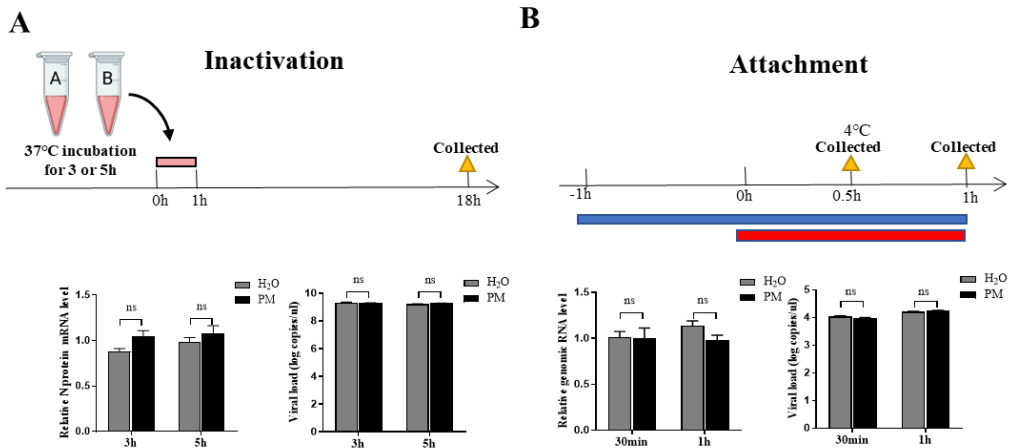 A
Inactivation
A
B
37°C incubation
for 3 or 5h
Collected
0h
1h
18h
B
Attachment
4°C
Collected
Collected
-1h
0h
0.5h
1h
Relative N protein mRNA level
1.5
1.0
0.5
0.0
ns
ns
3h
5h
H₂O
PM
Viral load (log copies/ul)
10
8
6
4
2
0
ns
ns
3h
5h
H₂O
PM
Relative genomic RNA level
1.5
1.0
0.5
0.0
ns
ns
30min
1h
H₂O
PM
Viral load (log copies/ul)
5
4
3
2
1
0
ns
ns
30min
1h
H₂O
PM